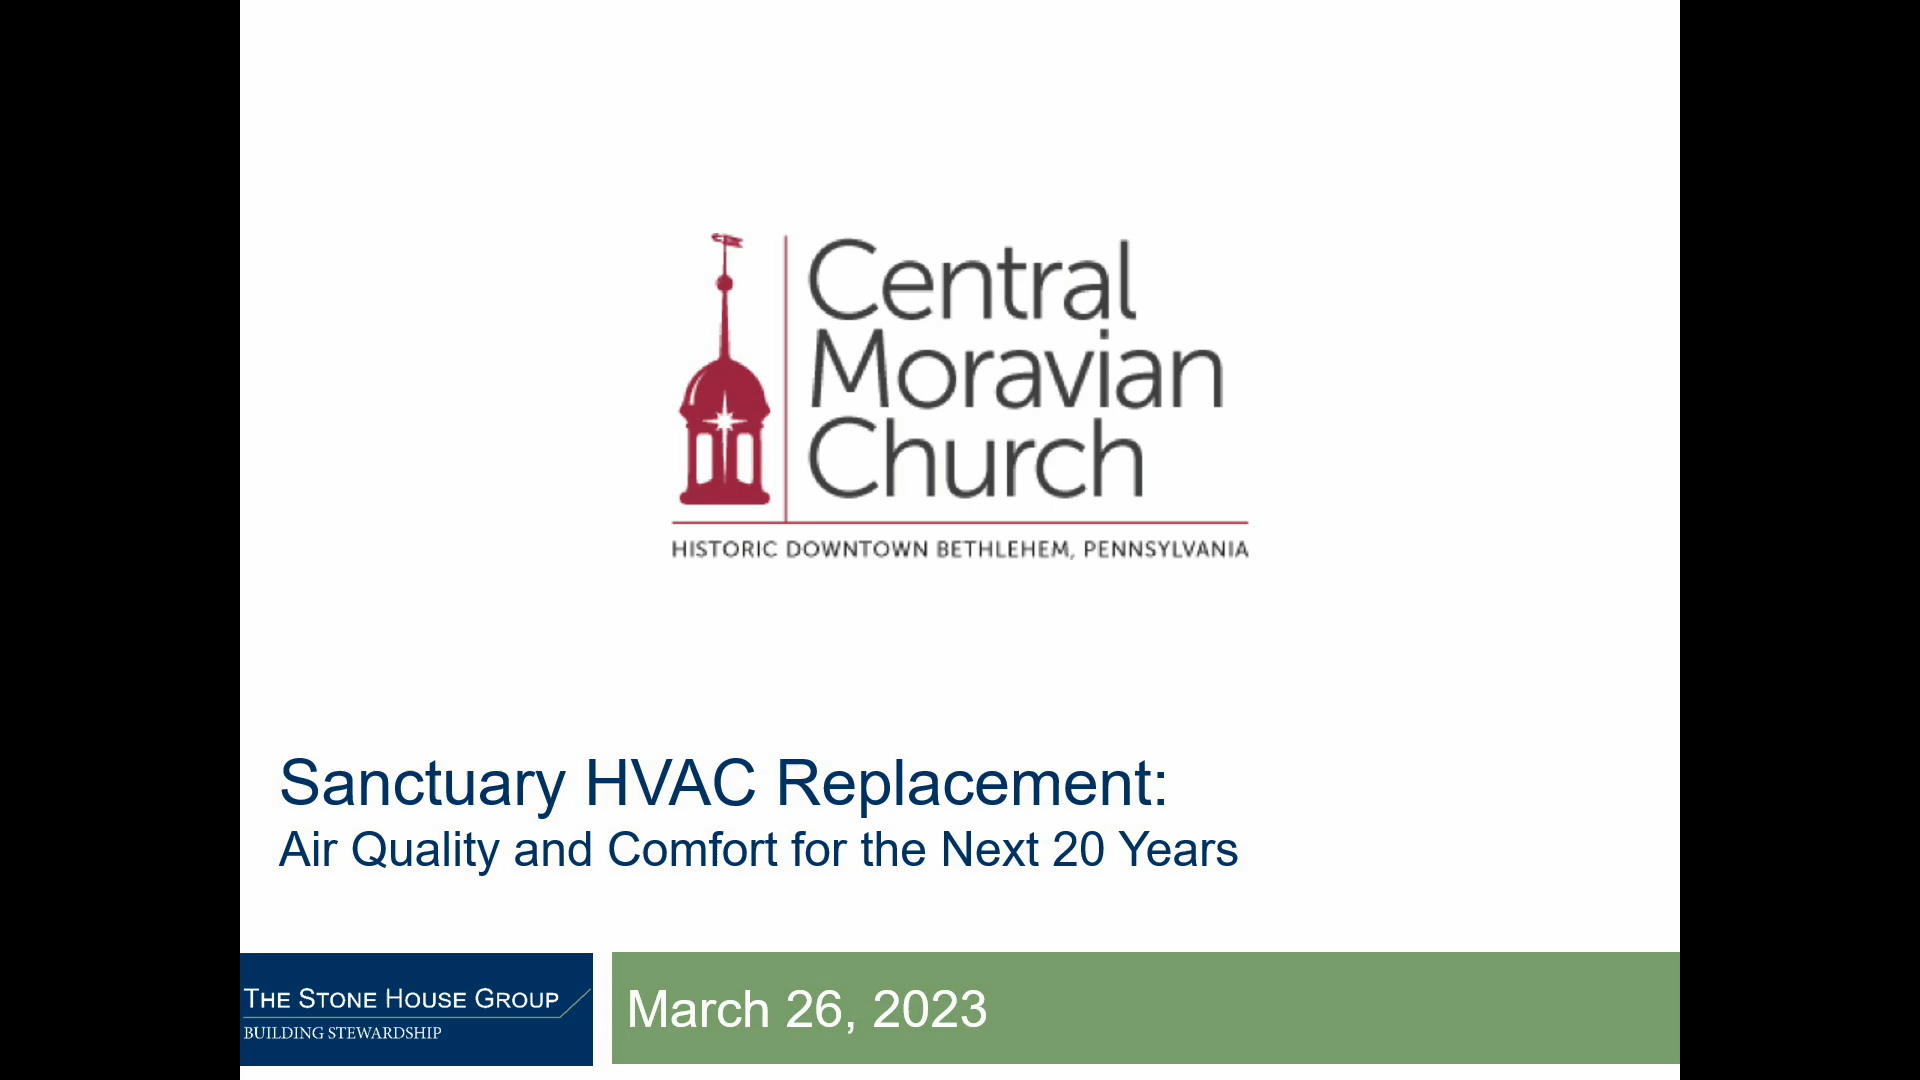 Central
Moravian
Church
HISTORIC DOWNTOWN BETHLEHEM, PENNSYLVANIA
Sanctuary HVAC Replacement:
Air Quality and Comfort for the Next 20 Years
THE STONE HOUSE GROUP
BUILDING STEWARDSHIP
March 26, 2023